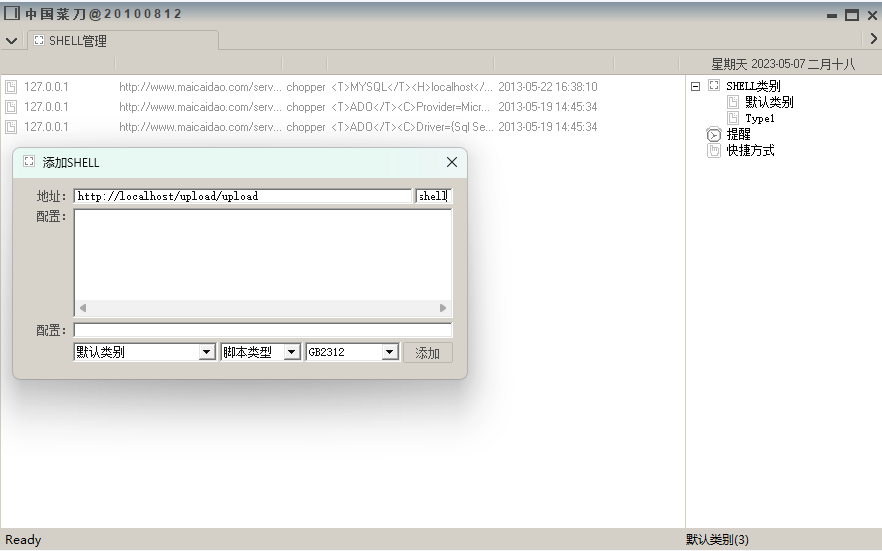 中国菜刀@20100812
SHELL管理
星期天 2023-05-07 二月十八
127.0.0.1 http://www.maicaidao.com/serv... chopper <T>MYSQL</T><H>localhost</... 2013-05-22 16:38:10
127.0.0.1 http://www.maicaidao.com/serv... chopper <T>ADO</T><C>Provider=Micr... 2013-05-19 14:45:34
127.0.0.1 http://www.maicaidao.com/serv... chopper <T>ADO</T><C>Driver={Sql Se... 2013-05-19 14:45:34
SHELL类别
默认类别
Type1
提醒
快捷方式
添加SHELL
地址: http://localhost/upload/upload shell
配置:
配置:
默认类别 脚本类型 GB2312 添加
Ready 默认类别(3)